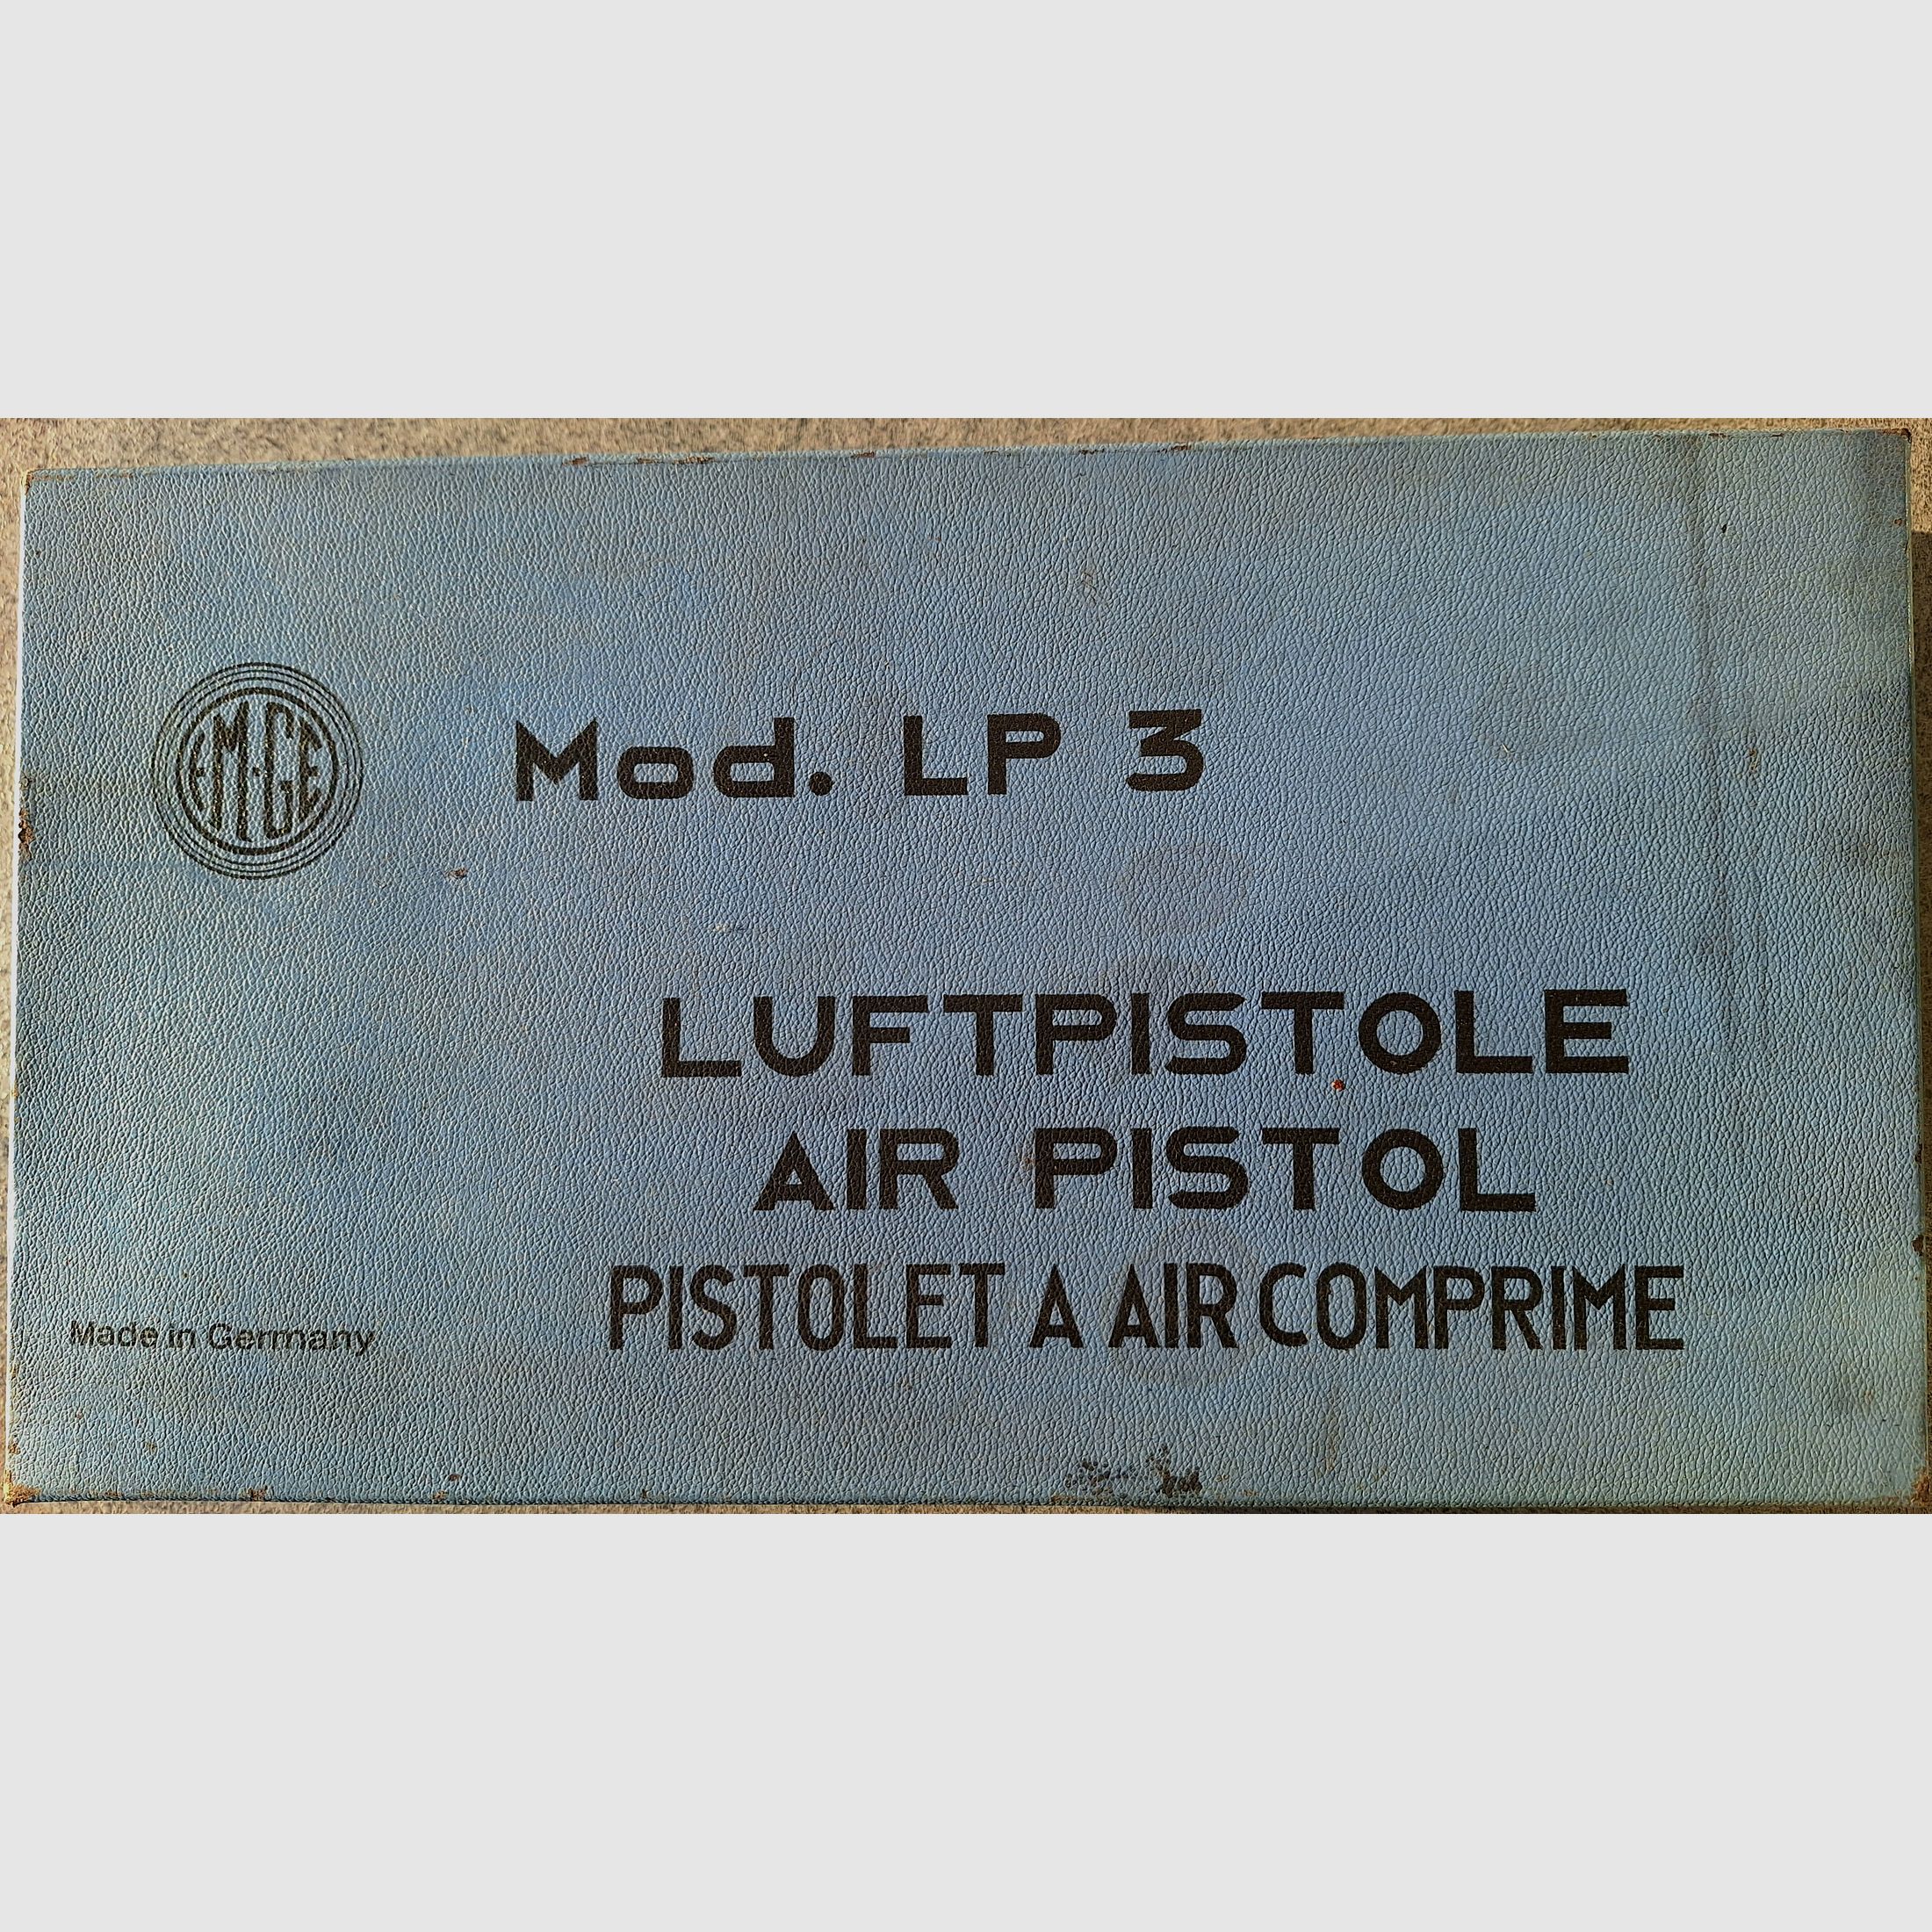 EM-GE
Mod. LP 3
LUFTPISTOLE
AIR PISTOL
PISTOLET A AIR COMPRIME
Made in Germany